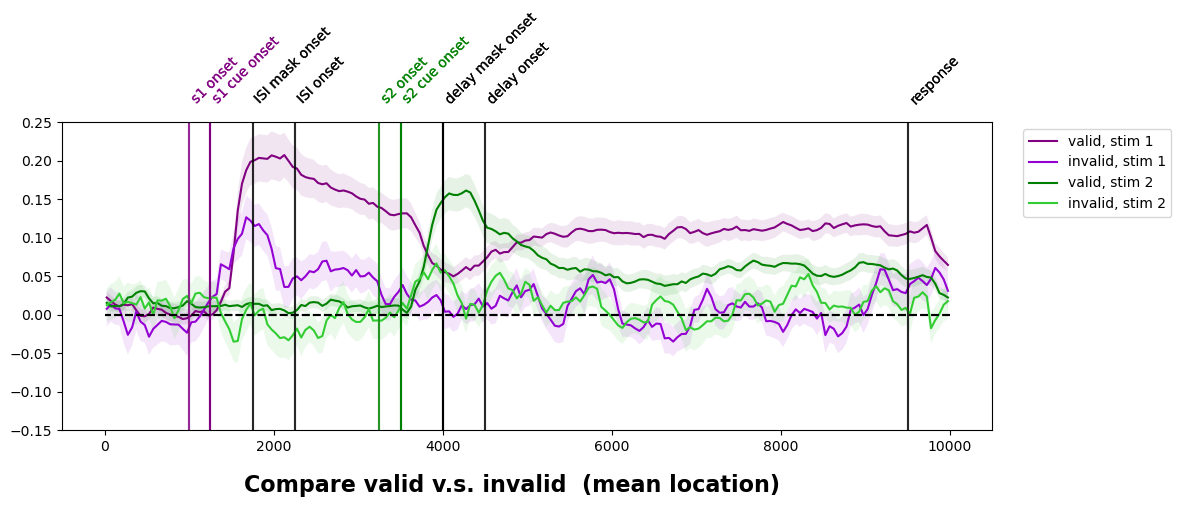 s1 onset
s1 cue onset
ISI mask onset
ISI onset
s2 onset
s2 cue onset
delay mask onset
delay onset
response
0.25
0.20
0.15
0.10
0.05
0.00
−0.05
−0.10
−0.15
0
2000
4000
6000
8000
10000
valid, stim 1
invalid, stim 1
valid, stim 2
invalid, stim 2
Compare valid v.s. invalid  (mean location)